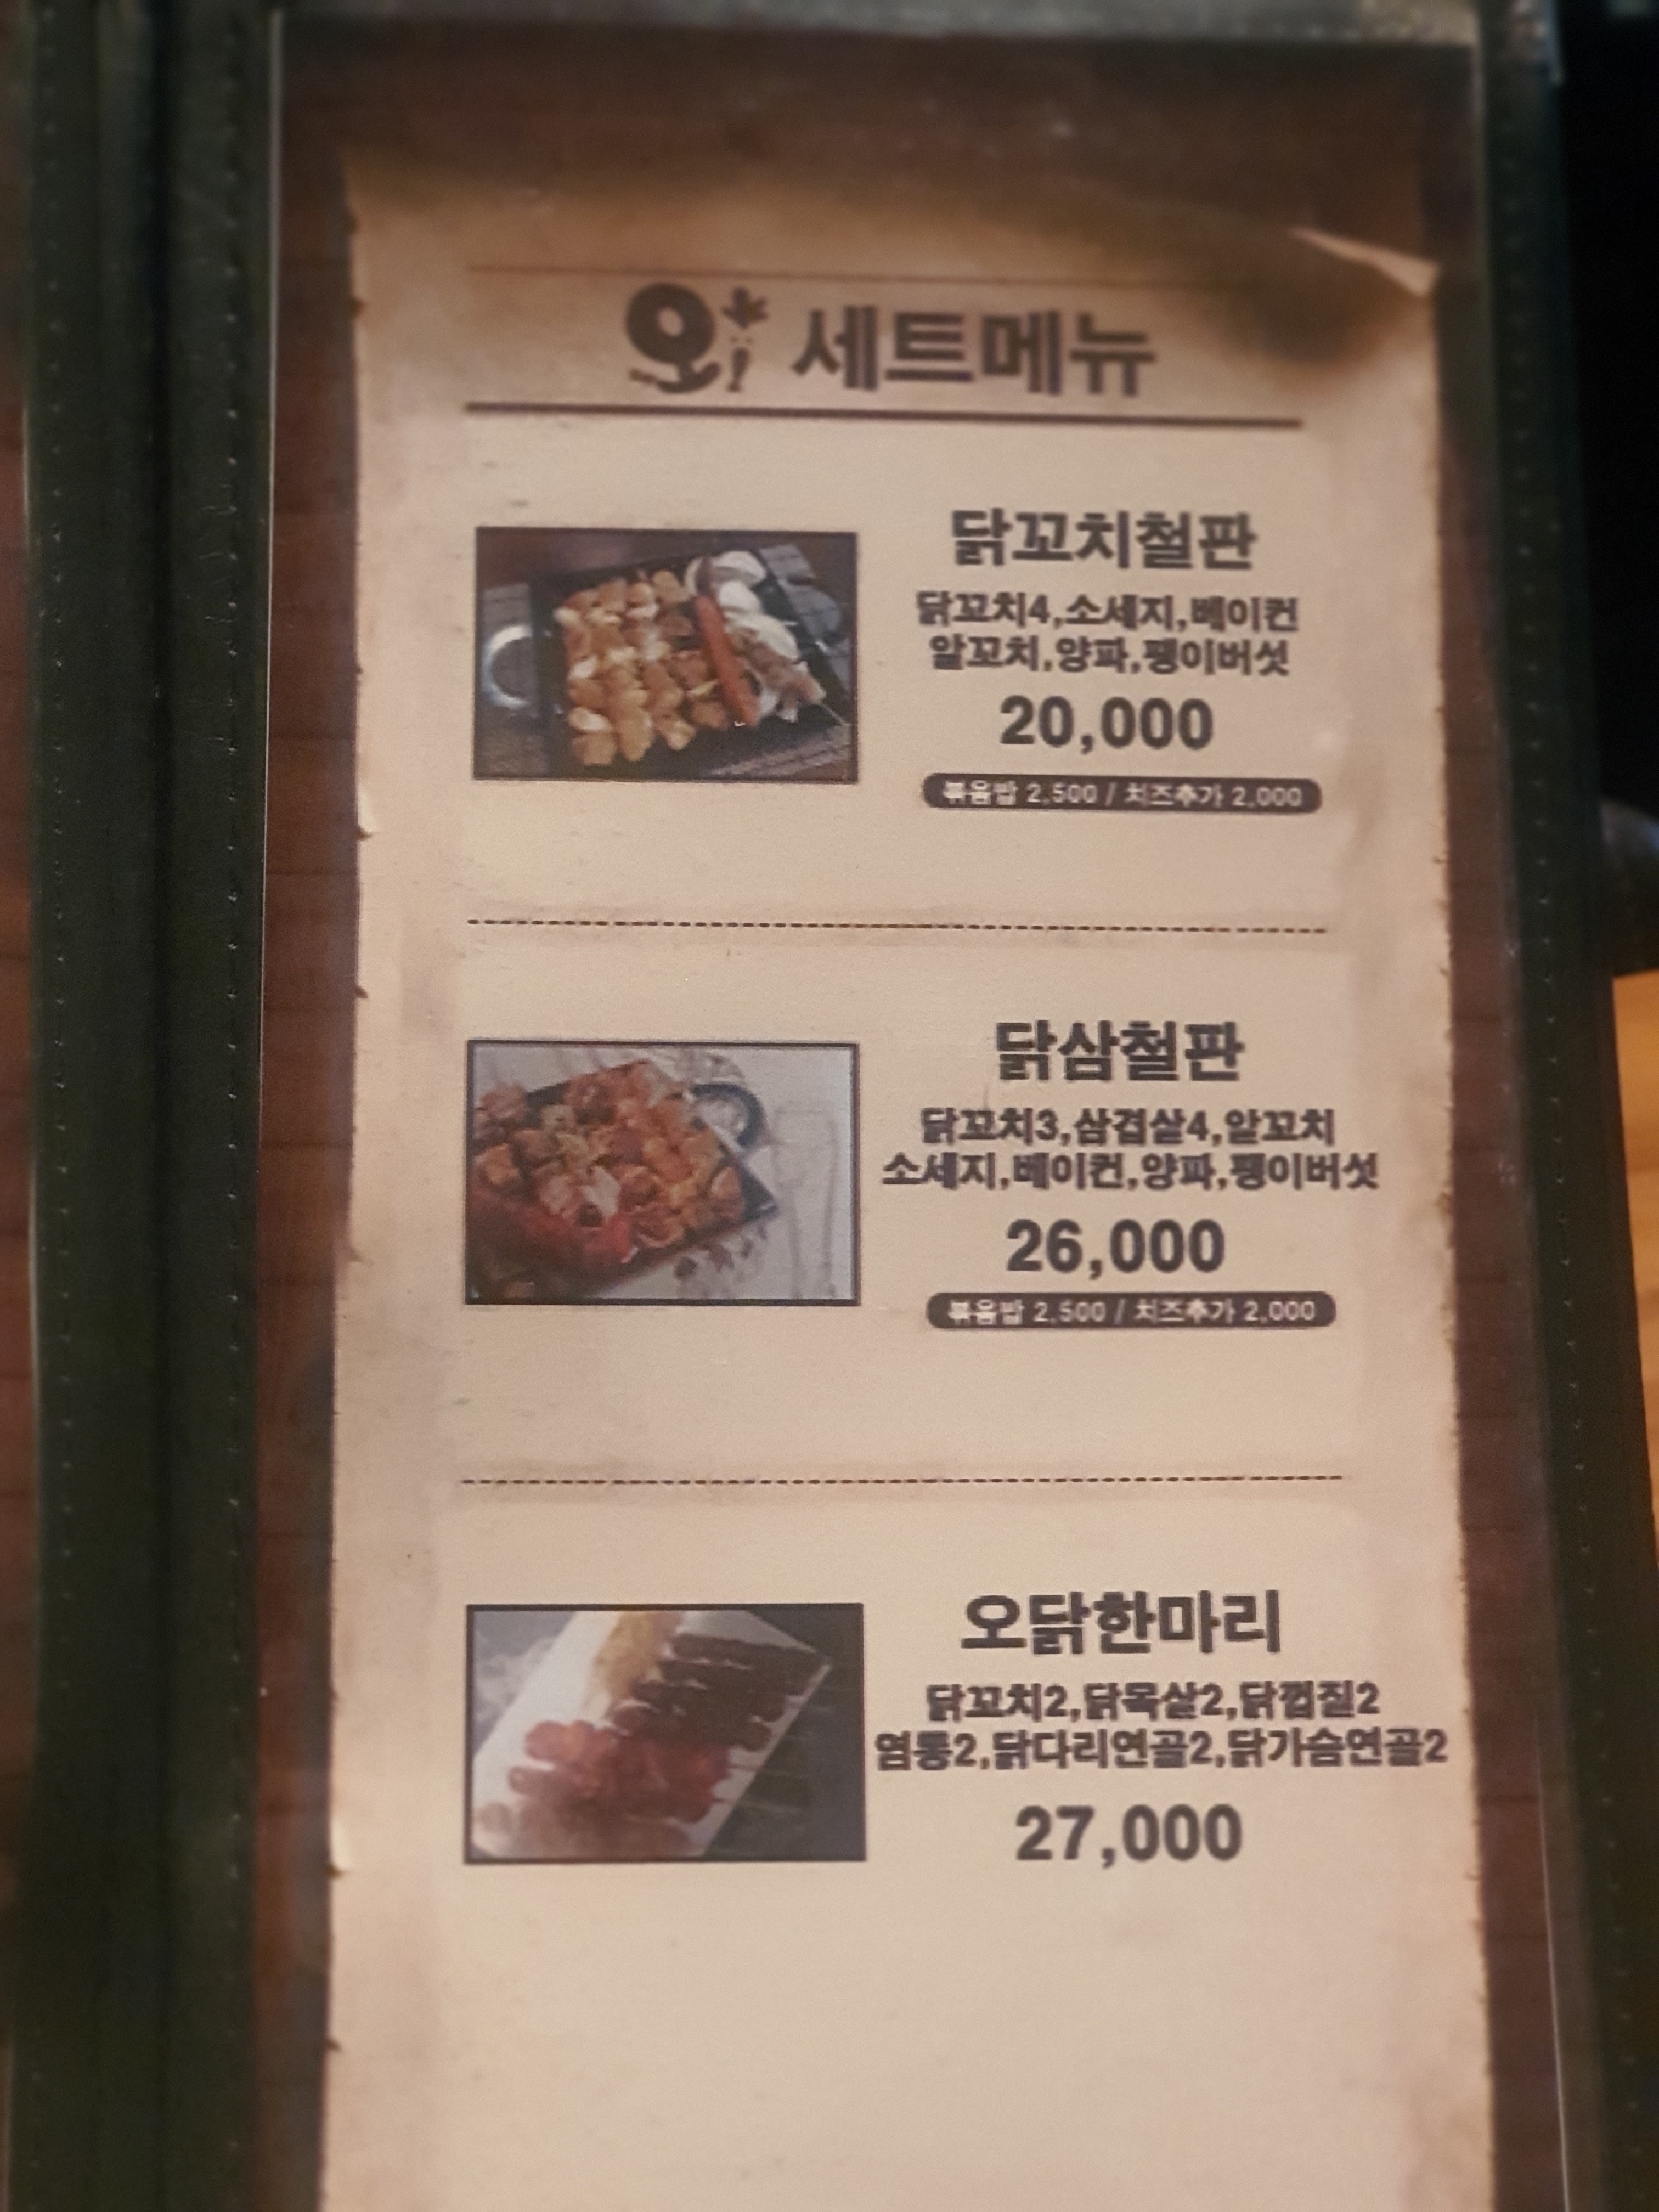 오! 세트메뉴
닭꼬치철판
닭꼬치4,소세지,베이컨
알꼬치,양파,팽이버섯
20,000
볶음밥 2,500 / 치즈추가 2,000
닭삼철판
닭꼬치3,삼겹살4,알꼬치
소세지,베이컨,양파,팽이버섯
26,000
볶음밥 2,500 / 치즈추가 2,000
오닭한마리
닭꼬치2,닭목살2,닭껍질2
염통2,닭다리연골2,닭가슴연골2
27,000